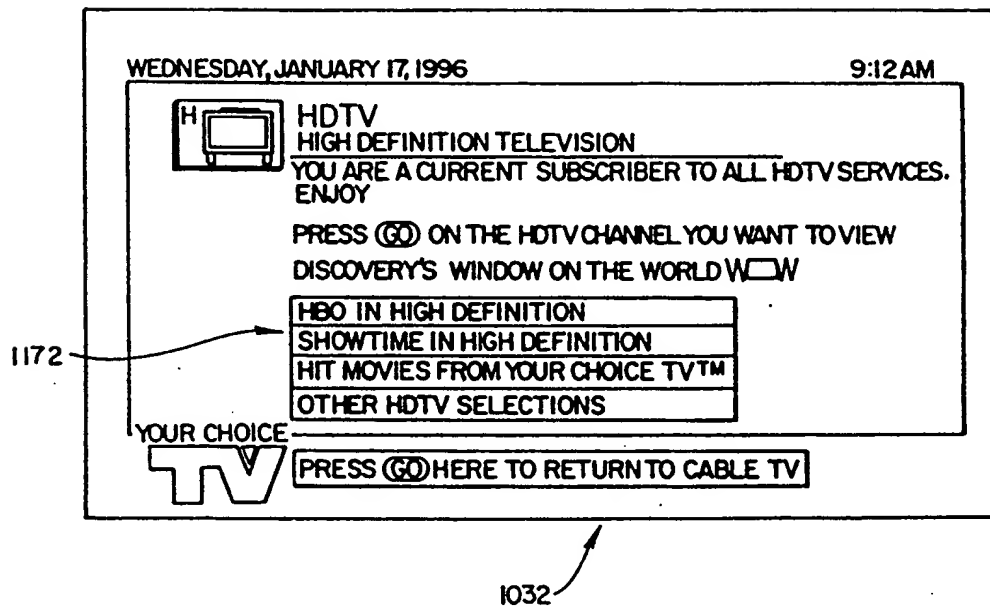 WEDNESDAY, JANUARY 17, 1996 9:12 AM
H
HDTV
HIGH DEFINITION TELEVISION
YOU ARE A CURRENT SUBSCRIBER TO ALL HDTV SERVICES.
ENJOY
PRESS GO ON THE HDTV CHANNEL YOU WANT TO VIEW
DISCOVERY'S WINDOW ON THE WORLD WOW
HBO IN HIGH DEFINITION
1172
SHOWTIME IN HIGH DEFINITION
HIT MOVIES FROM YOUR CHOICE TV™
OTHER HDTV SELECTIONS
YOUR CHOICE
TV
PRESS GO HERE TO RETURN TO CABLE TV
1032